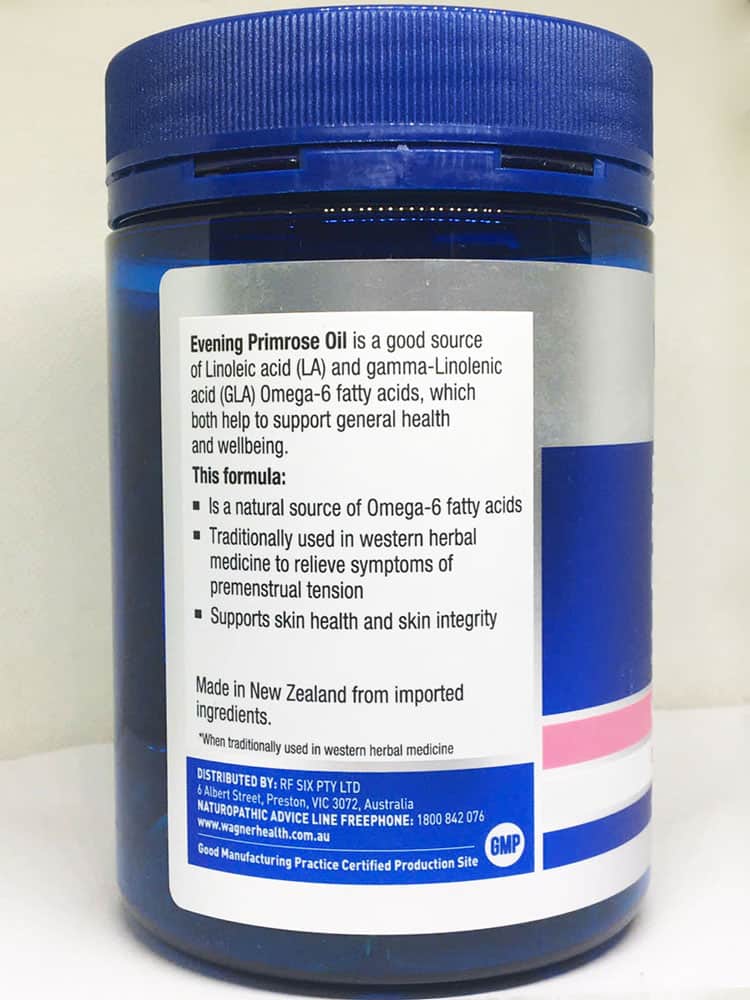 Evening Primrose Oil is a good source
of Linoleic acid (LA) and gamma-Linolenic
acid (GLA) Omega-6 fatty acids, which
both help to support general health
and wellbeing.
This formula:
▪ Is a natural source of Omega-6 fatty acids
▪ Traditionally used in western herbal
medicine to relieve symptoms of
premenstrual tension
▪ Supports skin health and skin integrity
Made in New Zealand from imported
ingredients.
*When traditionally used in western herbal medicine
DISTRIBUTED BY: RF SIX PTY LTD
6 Albert Street, Preston, VIC 3072, Australia
NATUROPATHIC ADVICE LINE FREEPHONE: 1800 842 076
www.wagnerhealth.com.au
Good Manufacturing Practice Certified Production Site
GMP